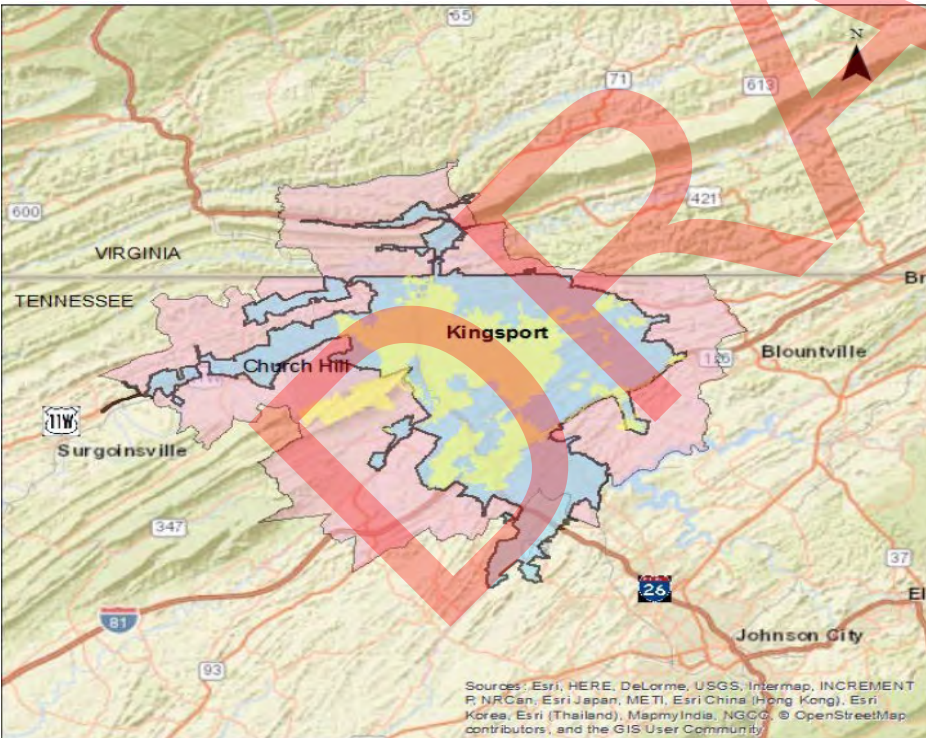 65
N
71
613
600
421
VIRGINIA
TENNESSEE
Br
Kingsport
126
Blountville
Church Hill
11W
Surgoinsville
347
37
26
81
El
Johnson City
93
Sources: Esri, HERE, DeLorme, USGS, Intermap, INCREMENT
P, NRCan, Esri Japan, METI, Esri China (Hong Kong), Esri
Korea, Esri (Thailand), MapmyIndia, NGCC, © OpenStreetMap
contributors, and the GIS User Community
DRA